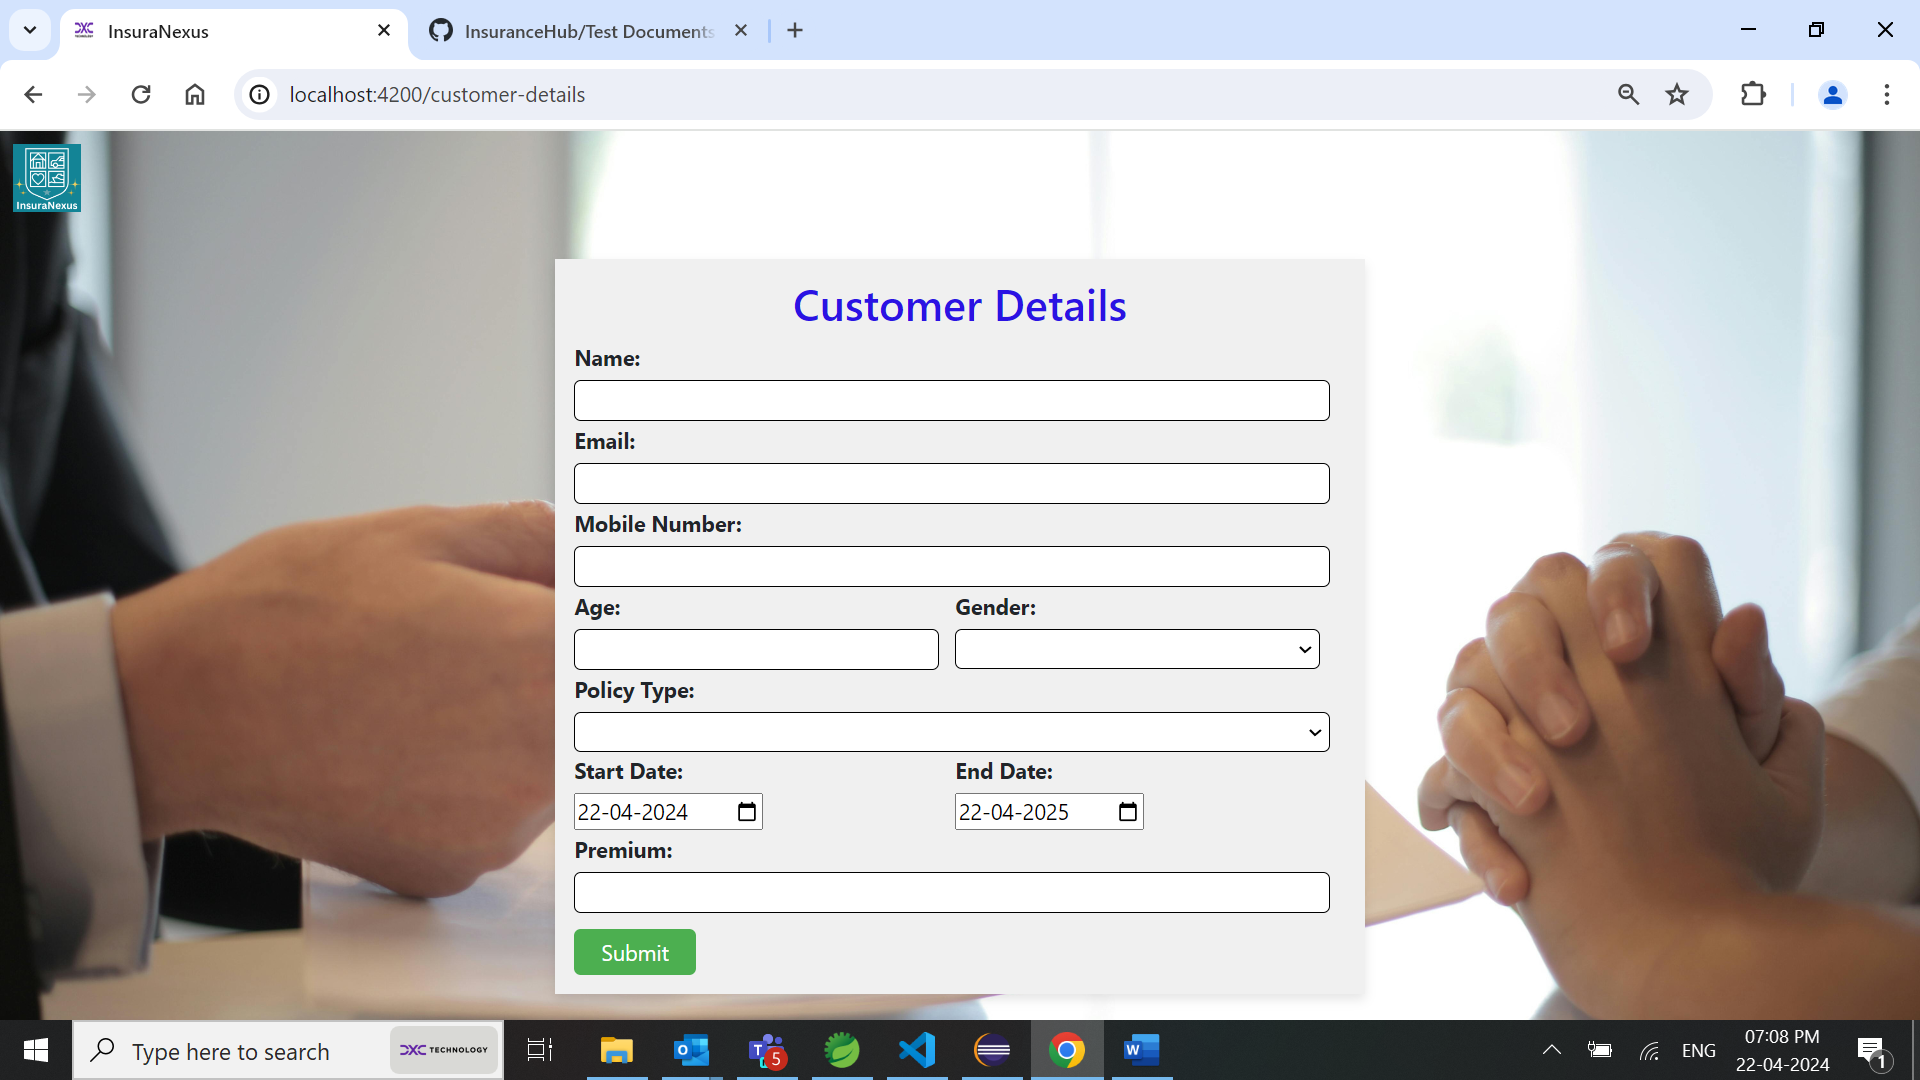 InsuraNexus
InsuranceHub/Test Documents
localhost:4200/customer-details
InsuraNexus
Customer Details
Name:
Email:
Mobile Number:
Age:
Gender:
Policy Type:
Start Date:
End Date:
22-04-2024
22-04-2025
Premium:
Submit
Type here to search
DXC TECHNOLOGY
5
ENG
07:08 PM
22-04-2024
1